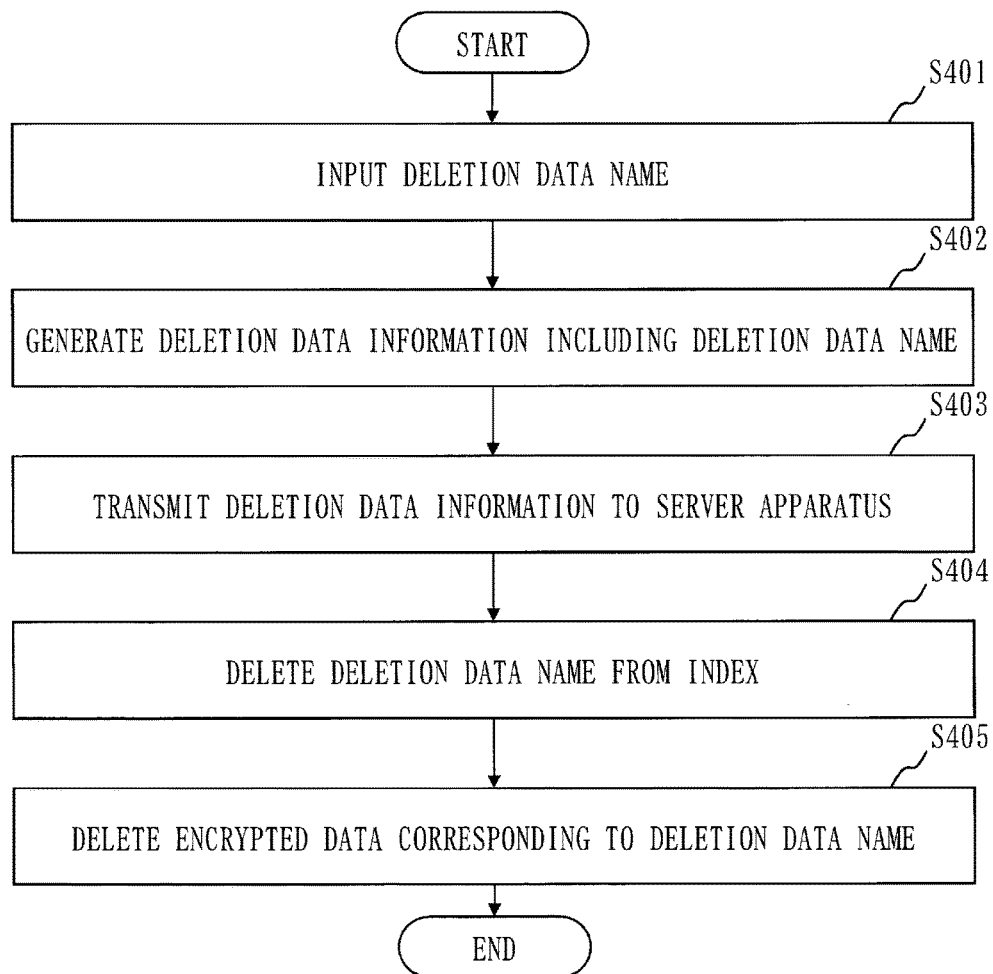 START
S401
INPUT DELETION DATA NAME
S402
GENERATE DELETION DATA INFORMATION INCLUDING DELETION DATA NAME
S403
TRANSMIT DELETION DATA INFORMATION TO SERVER APPARATUS
S404
DELETE DELETION DATA NAME FROM INDEX
S405
DELETE ENCRYPTED DATA CORRESPONDING TO DELETION DATA NAME
END